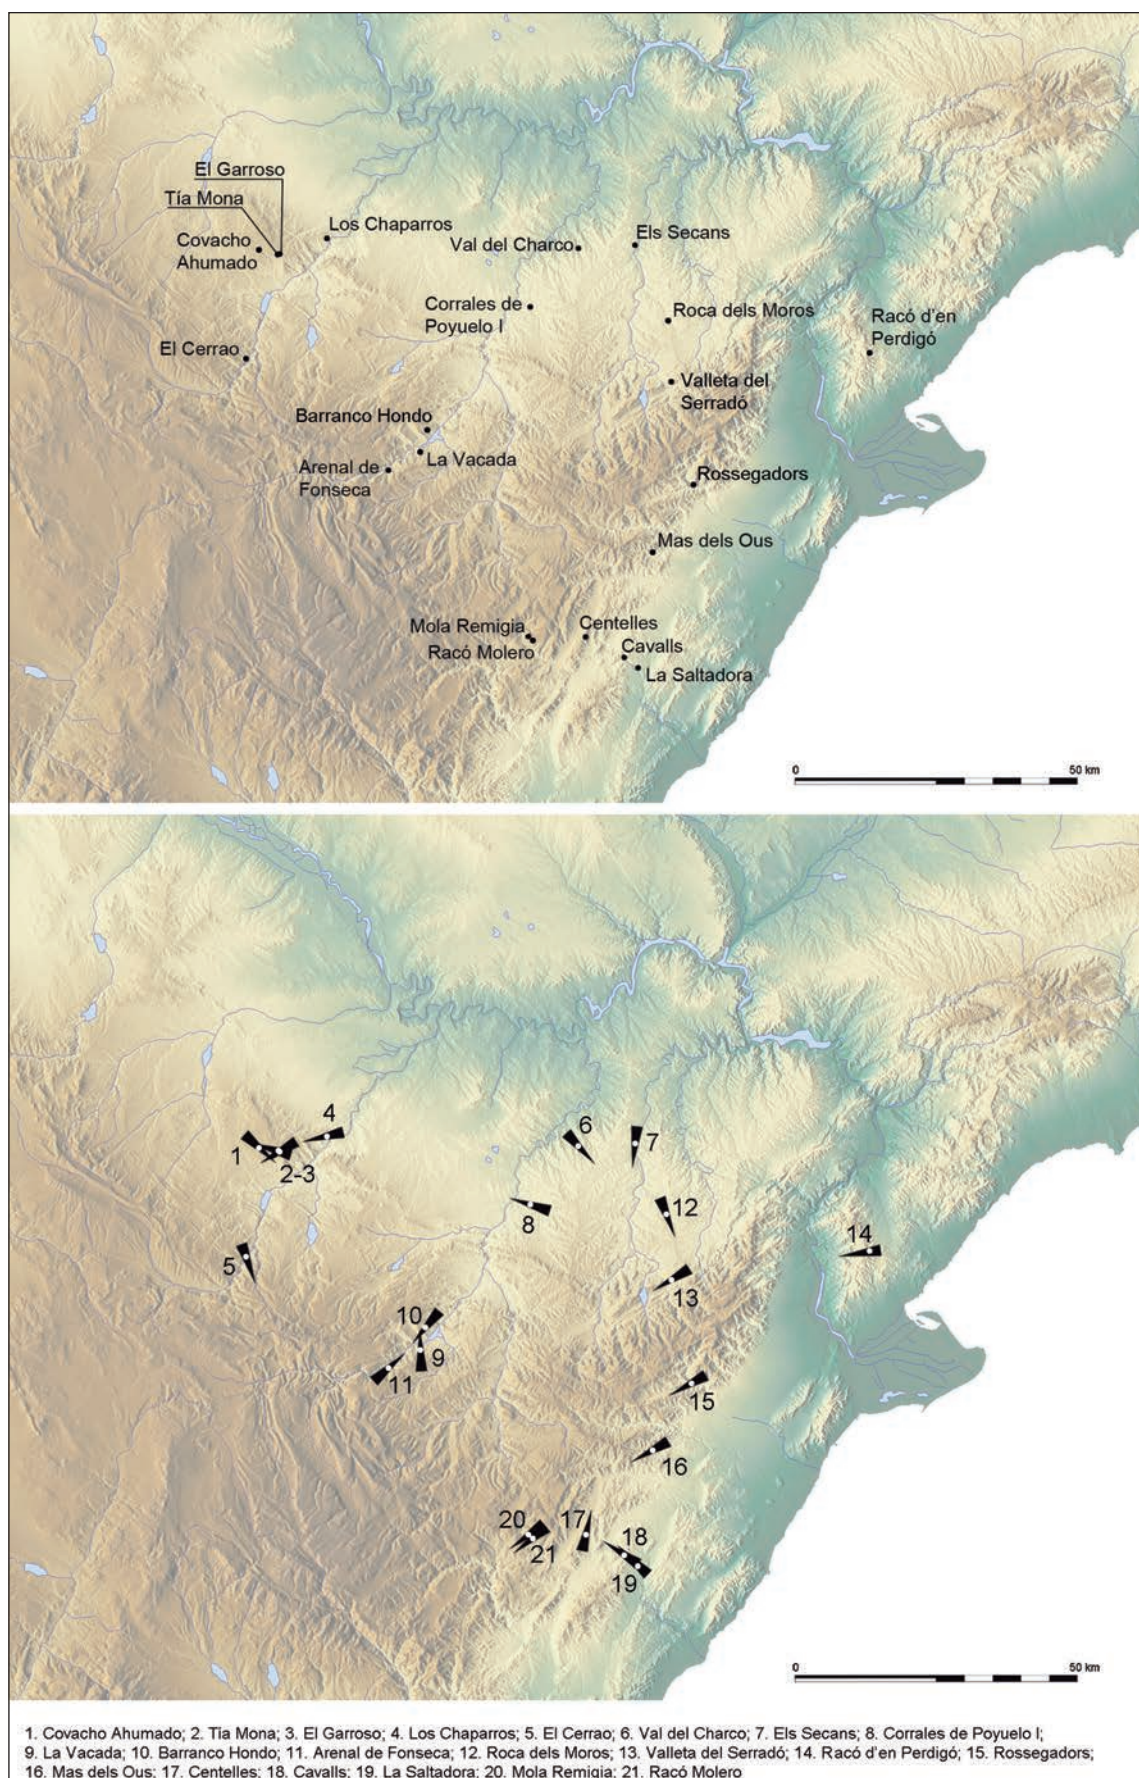 El Garroso
Tía Mona
Los Chaparros
Covacho
Ahumado
Val del Charco
Els Secans
Corrales de
Poyuelo I
Roca dels Moros
Racó d'en
Perdigó
El Cerrao
Valleta del
Serradó
Barranco Hondo
La Vacada
Arenal de
Fonseca
Rossegadors
Mas dels Ous
Mola Remigia
Racó Molero
Centelles
Cavalls
La Saltadora
0 50 km
4
1
2-3
6
7
8
12
14
5
13
10
9
11
15
16
20
21
17
18
19
0 50 km
1. Covacho Ahumado; 2. Tía Mona; 3. El Garroso; 4. Los Chaparros; 5. El Cerrao; 6. Val del Charco; 7. Els Secans; 8. Corrales de Poyuelo I;
9. La Vacada; 10. Barranco Hondo; 11. Arenal de Fonseca; 12. Roca dels Moros; 13. Valleta del Serradó; 14. Racó d'en Perdigó; 15. Rossegadors;
16. Mas dels Ous; 17. Centelles; 18. Cavalls; 19. La Saltadora; 20. Mola Remigia; 21. Racó Molero